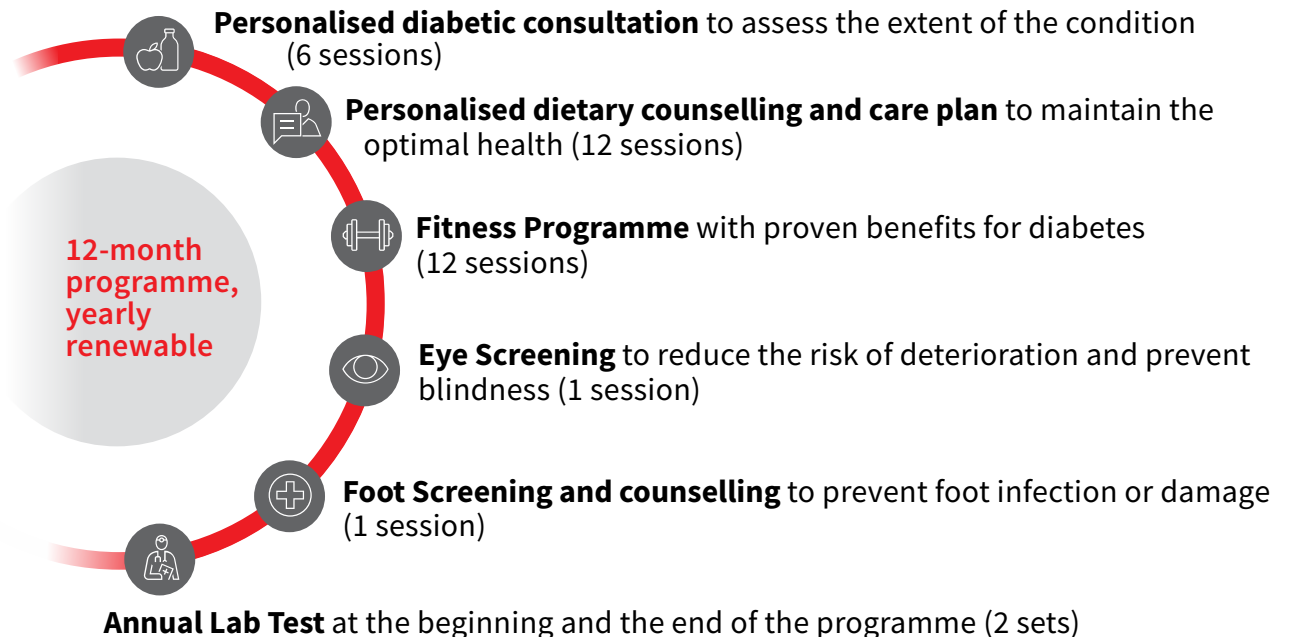 Personalised diabetic consultation to assess the extent of the condition
(6 sessions)
Personalised dietary counselling and care plan to maintain the
optimal health (12 sessions)
Fitness Programme with proven benefits for diabetes
(12 sessions)
12-month
programme,
yearly
renewable
Eye Screening to reduce the risk of deterioration and prevent
blindness (1 session)
Foot Screening and counselling to prevent foot infection or damage
(1 session)
Annual Lab Test at the beginning and the end of the programme (2 sets)